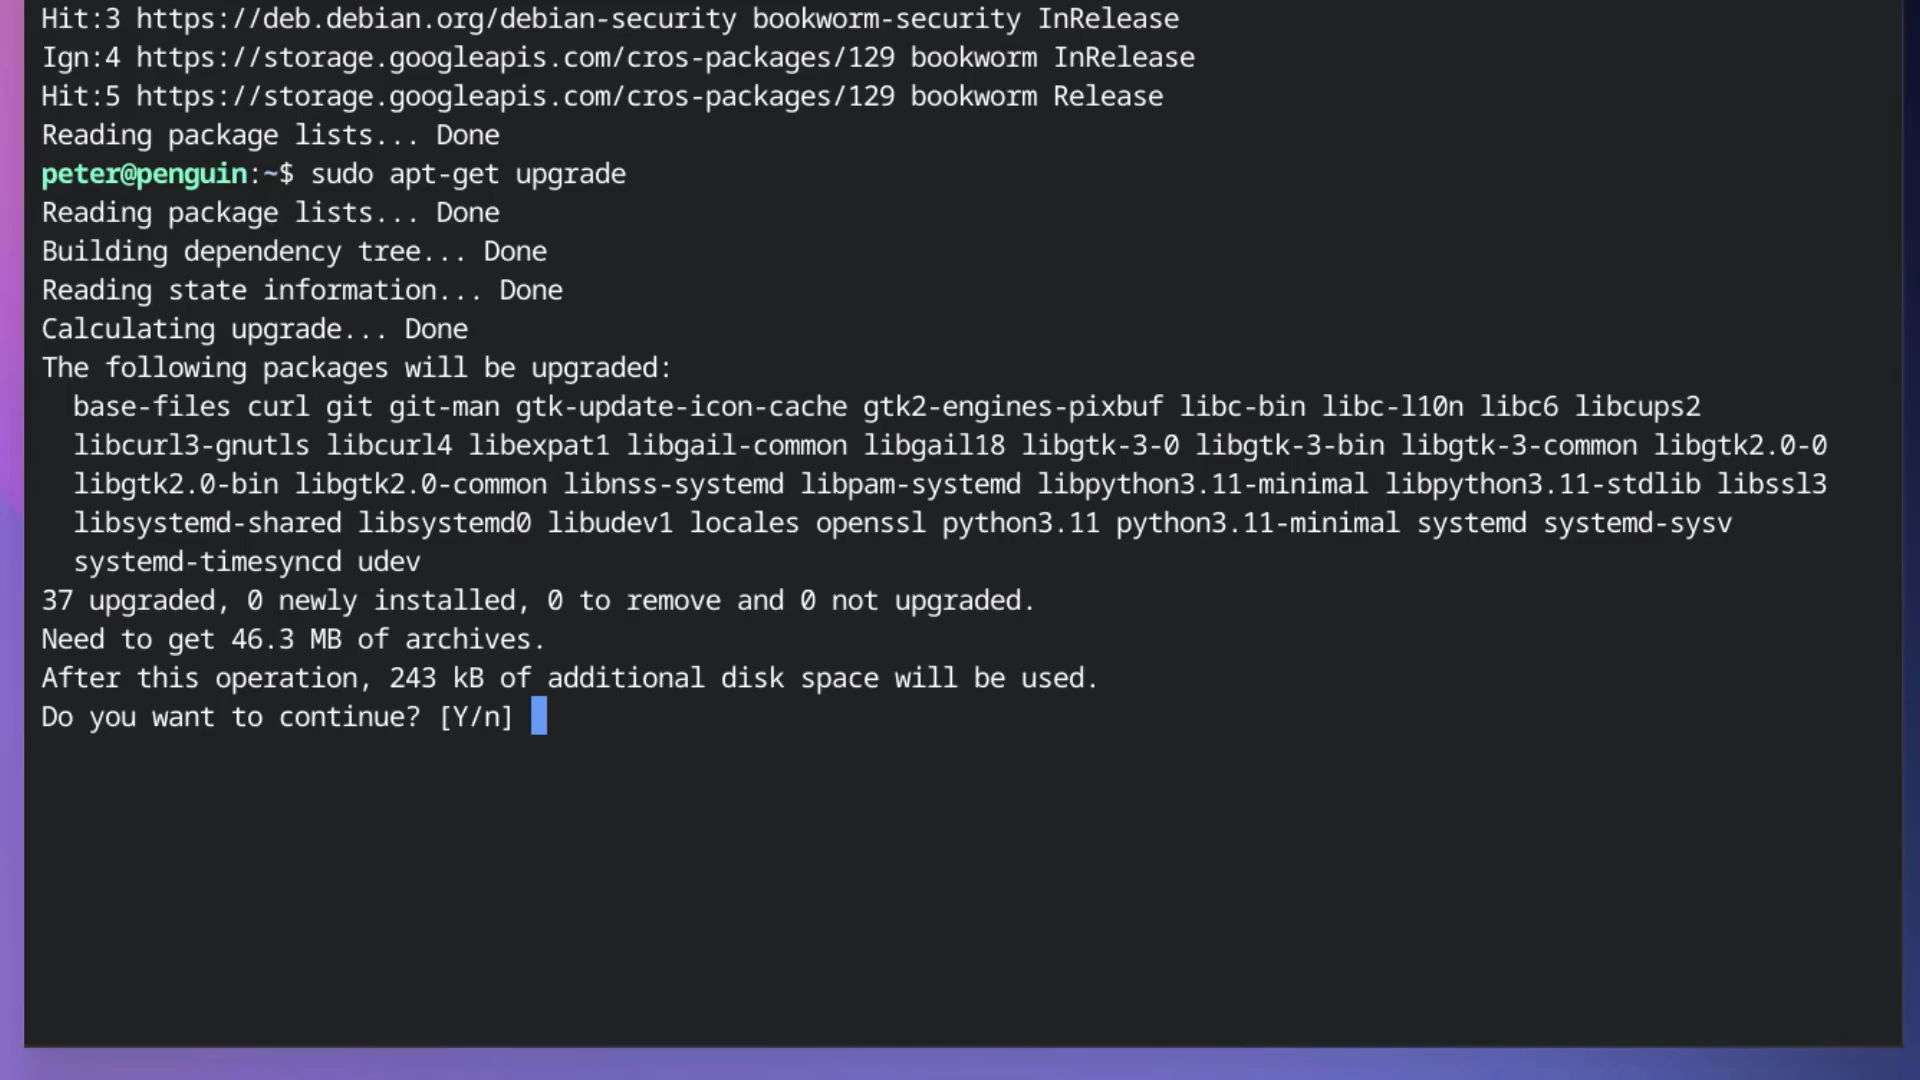 Hit:3 https://deb.debian.org/debian-security bookworm-security InRelease
Ign:4 https://storage.googleapis.com/cros-packages/129 bookworm InRelease
Hit:5 https://storage.googleapis.com/cros-packages/129 bookworm Release
Reading package lists... Done
peter@penguin:~$ sudo apt-get upgrade
Reading package lists... Done
Building dependency tree... Done
Reading state information... Done
Calculating upgrade... Done
The following packages will be upgraded:
  base-files curl git git-man gtk-update-icon-cache gtk2-engines-pixbuf libc-bin libc-l10n libc6 libcups2
  libcurl3-gnutls libcurl4 libexpat1 libgail-common libgail18 libgtk-3-0 libgtk-3-bin libgtk-3-common libgtk2.0-0
  libgtk2.0-bin libgtk2.0-common libnss-systemd libpam-systemd libpython3.11-minimal libpython3.11-stdlib libssl3
  libsystemd-shared libsystemd0 libudev1 locales openssl python3.11 python3.11-minimal systemd systemd-sysv
  systemd-timesyncd udev
37 upgraded, 0 newly installed, 0 to remove and 0 not upgraded.
Need to get 46.3 MB of archives.
After this operation, 243 kB of additional disk space will be used.
Do you want to continue? [Y/n]